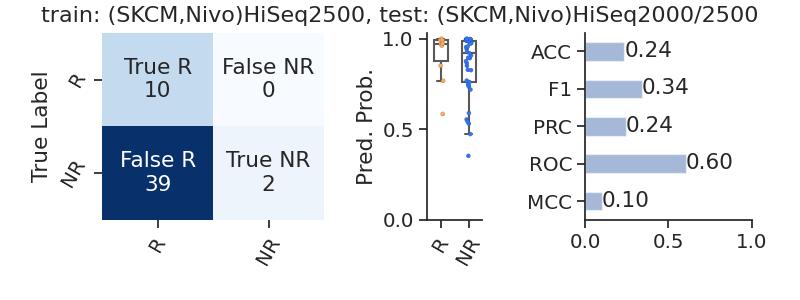 train: (SKCM,Nivo)HiSeq2500, test: (SKCM,Nivo)HiSeq2000/2500
True Label
R
NR
True R
10
False NR
0
False R
39
True NR
2
R
NR
Pred. Prob.
1.0
0.5
0.0
R
NR
ACC
0.24
F1
0.34
PRC
0.24
ROC
0.60
MCC
0.10
0.0
0.5
1.0